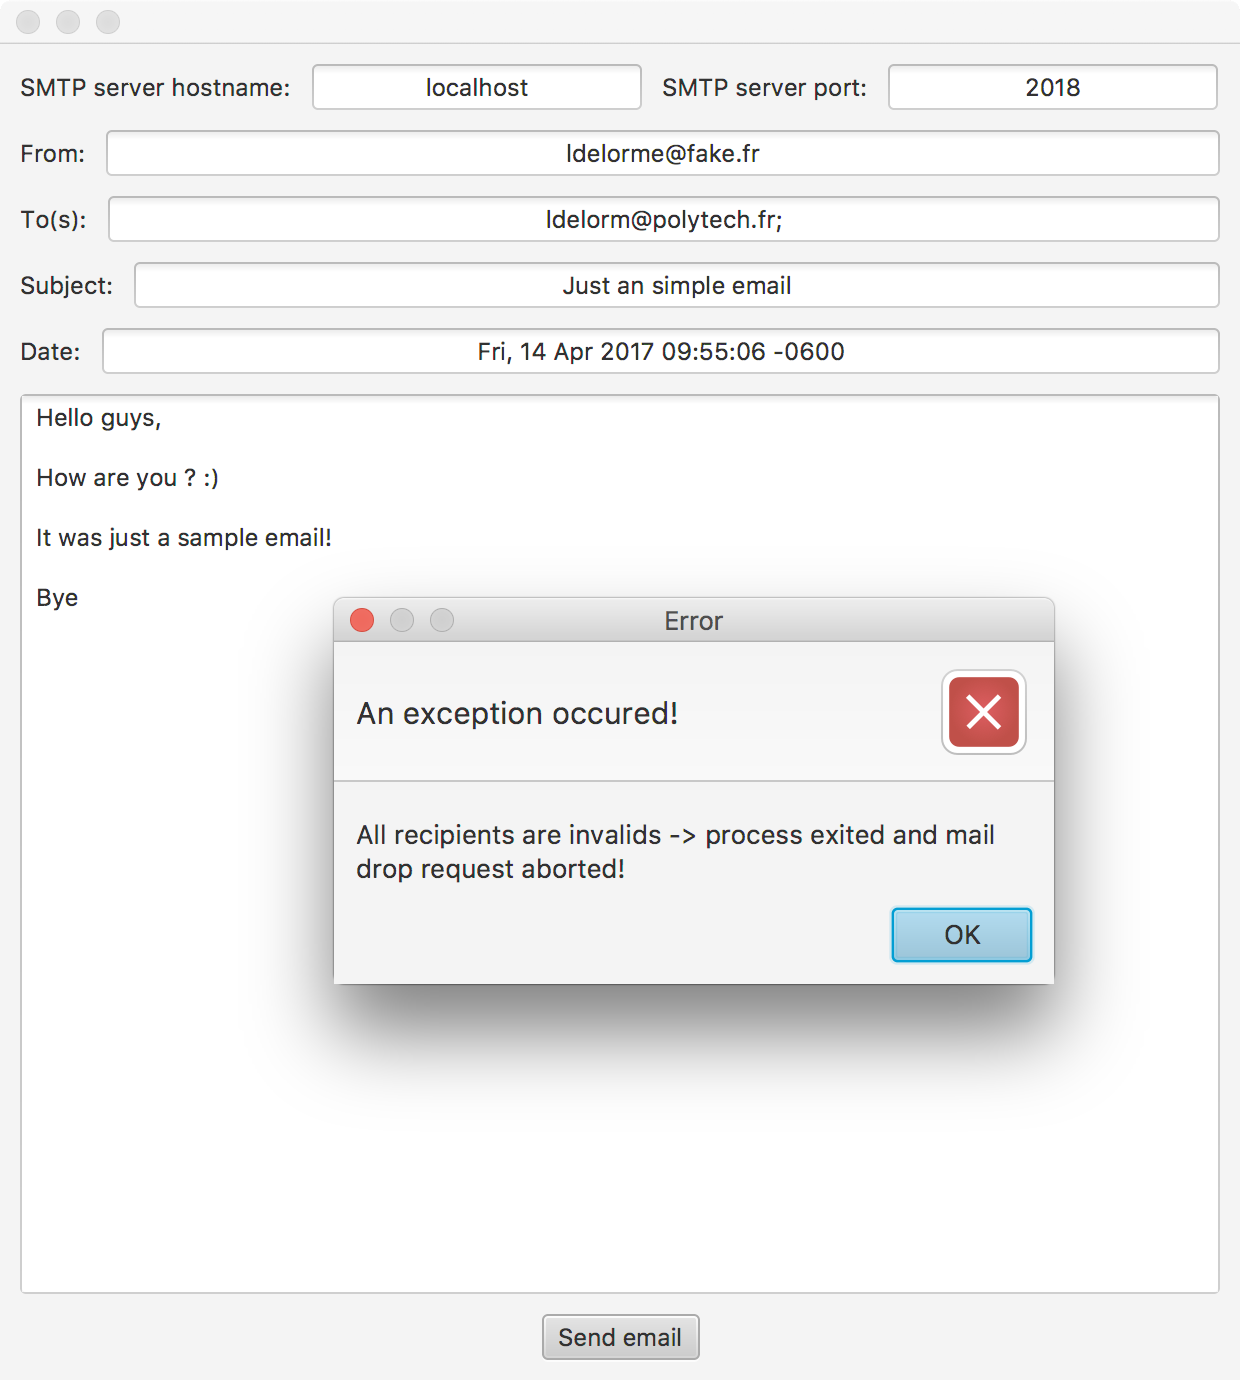 SMTP server hostname: localhost SMTP server port: 2018
From: ldelorme@fake.fr
To(s): ldelorm@polytech.fr;
Subject: Just an simple email
Date: Fri, 14 Apr 2017 09:55:06 -0600
Hello guys,
How are you ? :)
It was just a sample email!
Bye
Error
An exception occured!
All recipients are invalids -> process exited and mail
drop request aborted!
OK
Send email